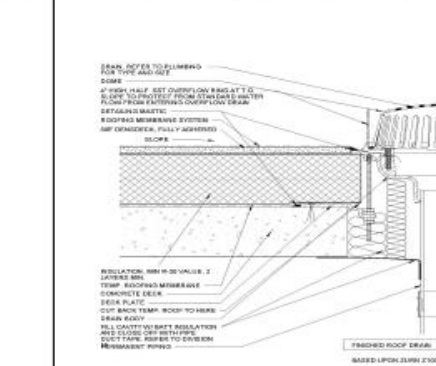 DRAIN, REFER TO PLUMBING
FOR TYPE AND SIZE
DOME
4" HIGH, HALF SST OVERFLOW RING AT T.O.
SLOPE TO PROTECT FROM STANDARD WATER
FLOW FROM ENTERING OVERFLOW DRAIN
DETAILING MASTIC
ROOFING MEMBRANE SYSTEM
DENSDECK, FULLY ADHERED
SLOPE
INSULATION, MIN R-30 VALUE, 2
LAYERS MIN.
TEMP. ROOFING MEMBRANE
CONCRETE DECK
DECK PLATE
CUT BACK TEMP. ROOF TO HERE
DRAIN BODY
FILL CAVITY W/ BATT INSULATION
AND CLOSE OFF WITH PIPE
DUCT TAPE. REFER TO DIVISION
PERMANENT PIPING
FINISHED ROOF DRAIN
BASED UPON ZURN